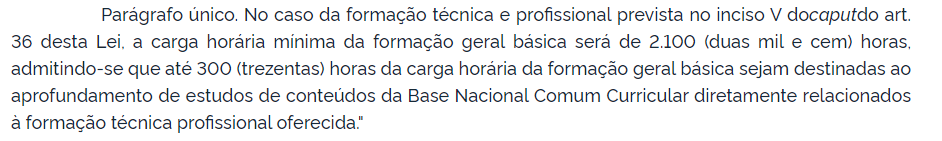 Parágrafo único. No caso da formação técnica e profissional prevista no inciso V docaputdo art.
36 desta Lei, a carga horária mínima da formação geral básica será de 2.100 (duas mil e cem) horas,
admitindo-se que até 300 (trezentas) horas da carga horária da formação geral básica sejam destinadas ao
aprofundamento de estudos de conteúdos da Base Nacional Comum Curricular diretamente relacionados
à formação técnica profissional oferecida."